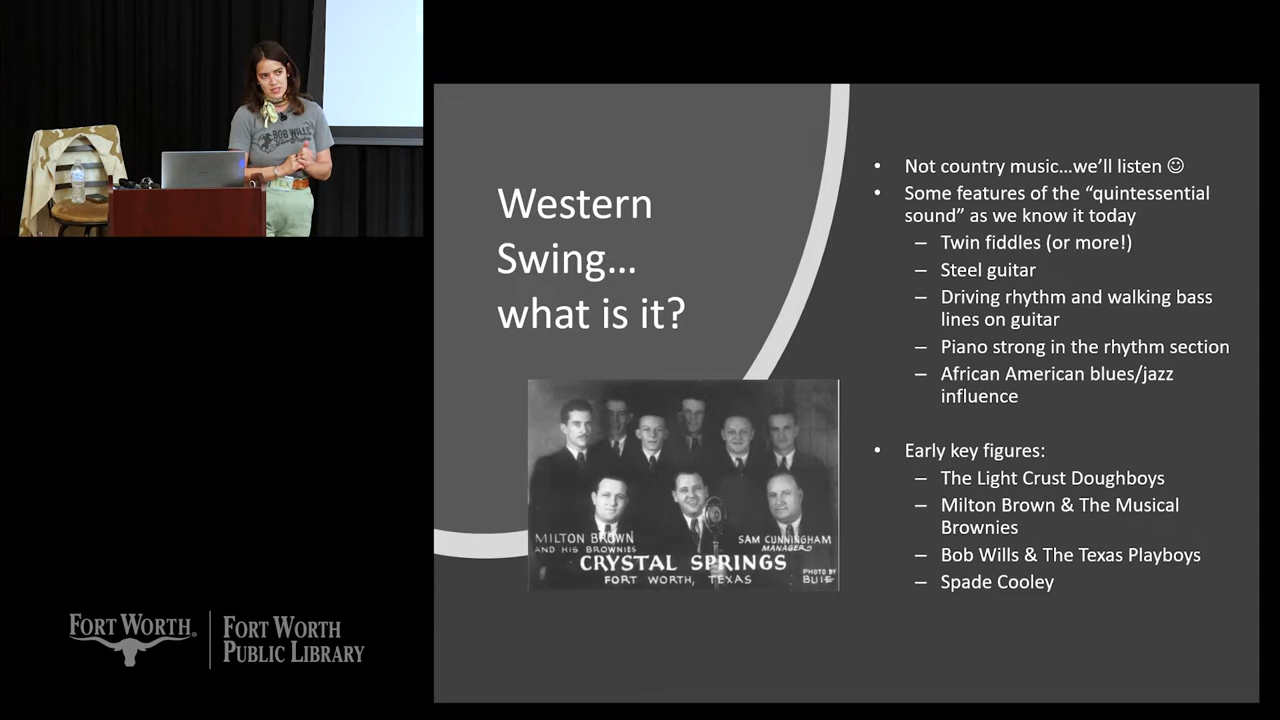 BOB WILLS
Western
Swing…
what is it?
• Not country music…we’ll listen ☺
• Some features of the “quintessential
sound” as we know it today
– Twin fiddles (or more!)
– Steel guitar
– Driving rhythm and walking bass
lines on guitar
– Piano strong in the rhythm section
– African American blues/jazz
influence
• Early key figures:
– The Light Crust Doughboys
– Milton Brown & The Musical
Brownies
– Bob Wills & The Texas Playboys
– Spade Cooley
MILTON BROWN
AND HIS BROWNIES
SAM CUNNINGHAM
MANAGER
CRYSTAL SPRINGS
FORT WORTH, TEXAS
PHOTO BY
BUIE
FORT WORTH®
FORT WORTH
PUBLIC LIBRARY